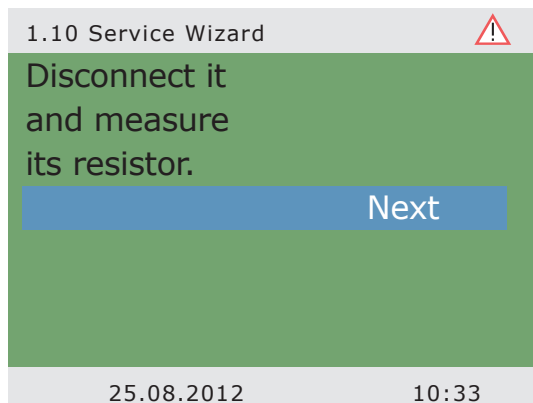 1.10 Service Wizard
Disconnect it
and measure
its resistor.
Next
25.08.2012 10:33